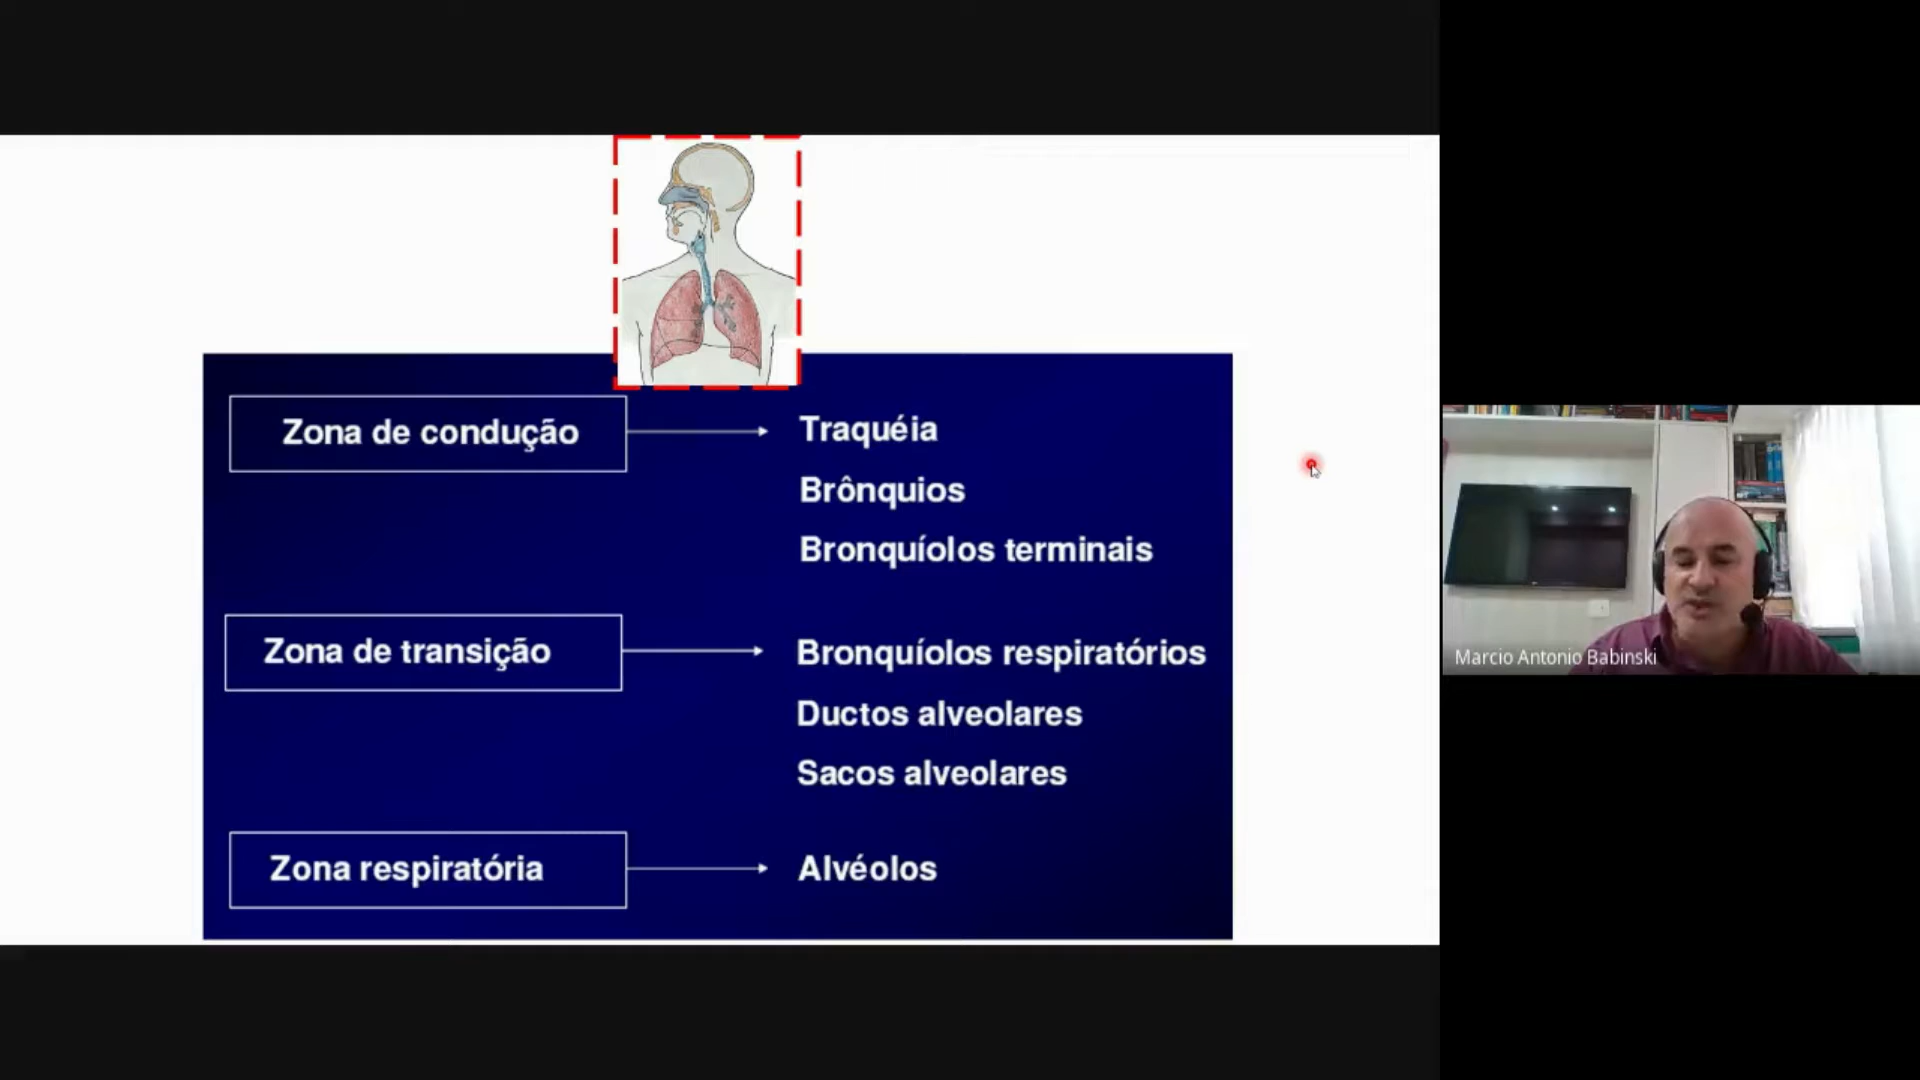 Zona de condução
Traquéia
Brônquios
Bronquíolos terminais
Zona de transição
Bronquíolos respiratórios
Ductos alveolares
Sacos alveolares
Zona respiratória
Alvéolos
Marcio Antonio Babinski